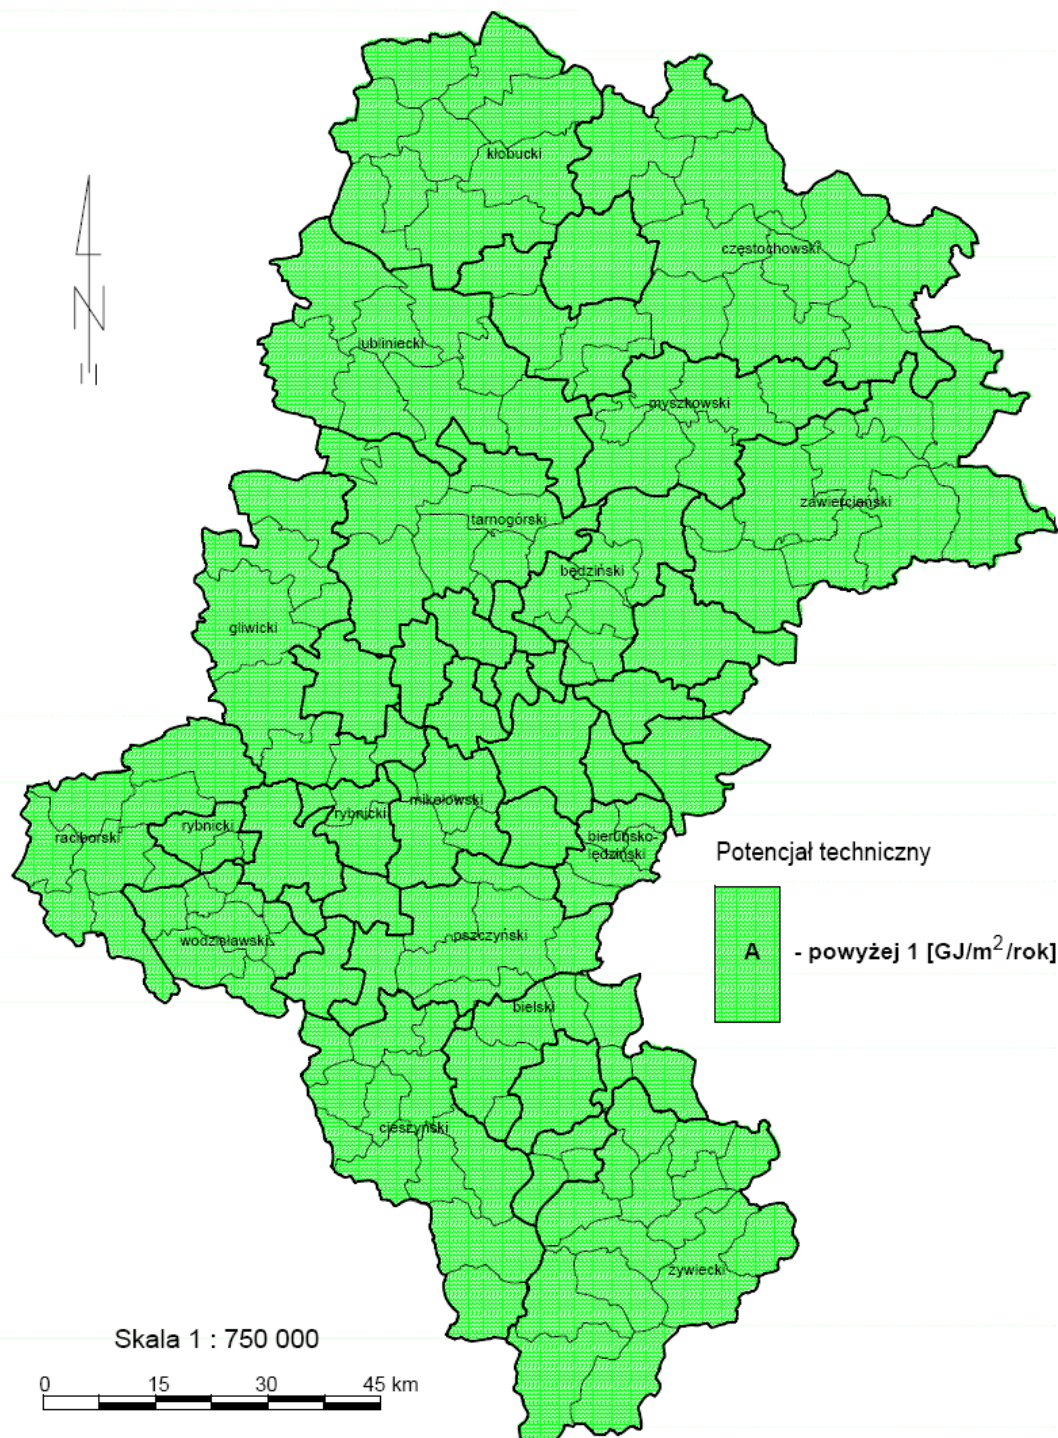 kłobucki
częstochowski
lubliniecki
myszkowski
zawierciański
tarnogórski
będziński
gliwicki
mikołowski
rybnicki
rybnicki
raciborski
bieruńsko-
lędziński
Potencjał techniczny
wodzisławski
pszczyński
A - powyżej 1 [GJ/m²/rok]
bielski
cieszyński
żywiecki
Skala 1 : 750 000
0 15 30 45 km
N